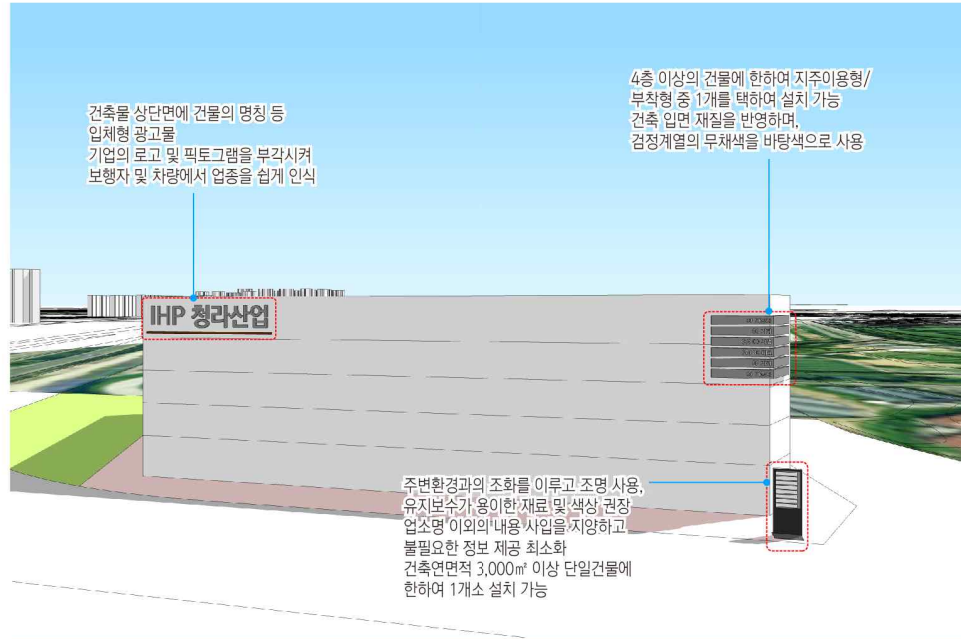 건축물 상단면에 건물의 명칭 등
입체형 광고물
기업의 로고 및 픽토그램을 부각시켜
보행자 및 차량에서 업종을 쉽게 인식
4층 이상의 건물에 한하여 지주이용형/
부착형 중 1개를 택하여 설치 가능
건축 입면 재질을 반영하며,
검정계열의 무채색을 바탕색으로 사용
IHP 청라산업
주변환경과의 조화를 이루고 조명 사용,
유지보수가 용이한 재료 및 색상 권장
업소명 이외의 내용 사입을 지양하고
불필요한 정보 제공 최소화
건축연면적 3,000㎡ 이상 단일건물에
한하여 1개소 설치 가능